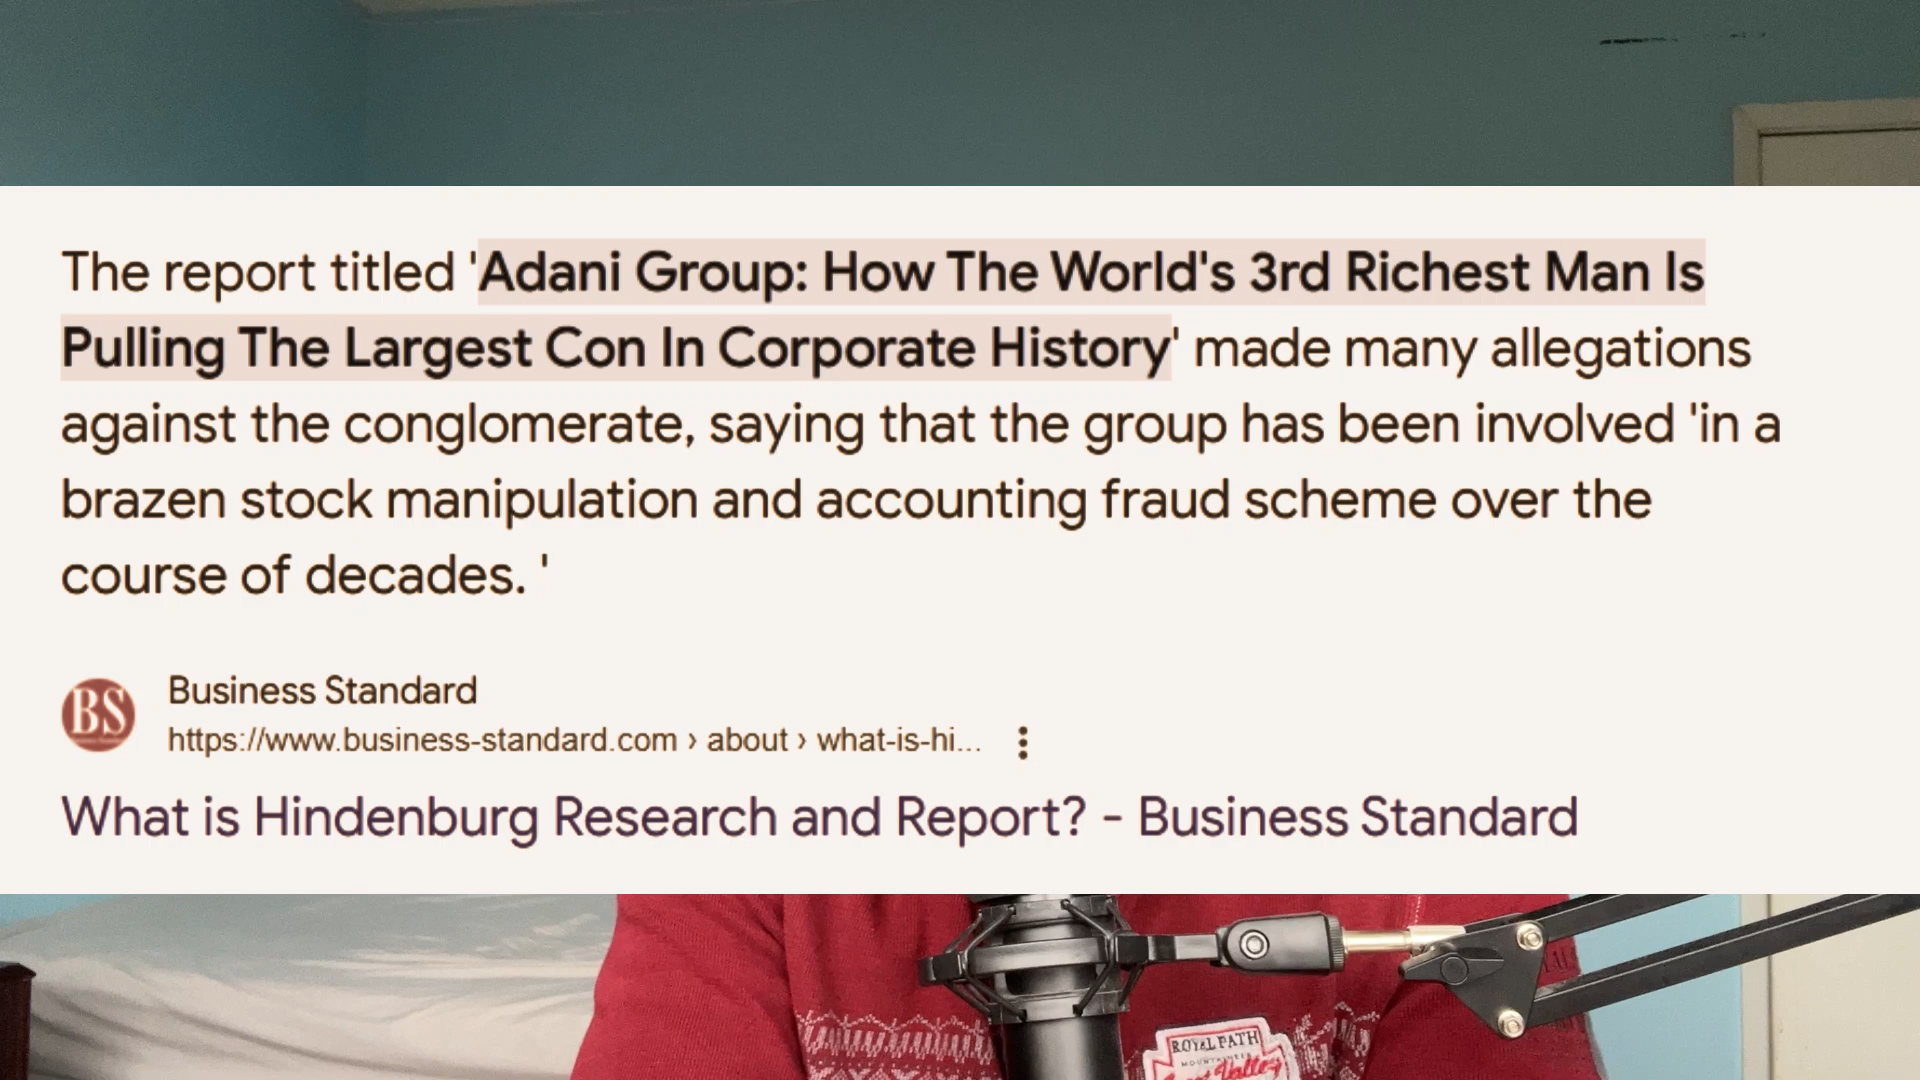 The report titled 'Adani Group: How The World's 3rd Richest Man Is
Pulling The Largest Con In Corporate History' made many allegations
against the conglomerate, saying that the group has been involved 'in a
brazen stock manipulation and accounting fraud scheme over the
course of decades. '
BS
Business Standard
https://www.business-standard.com › about › what-is-hi...
What is Hindenburg Research and Report? - Business Standard
ROYAL PATH
MOUNTAINEER
Valley